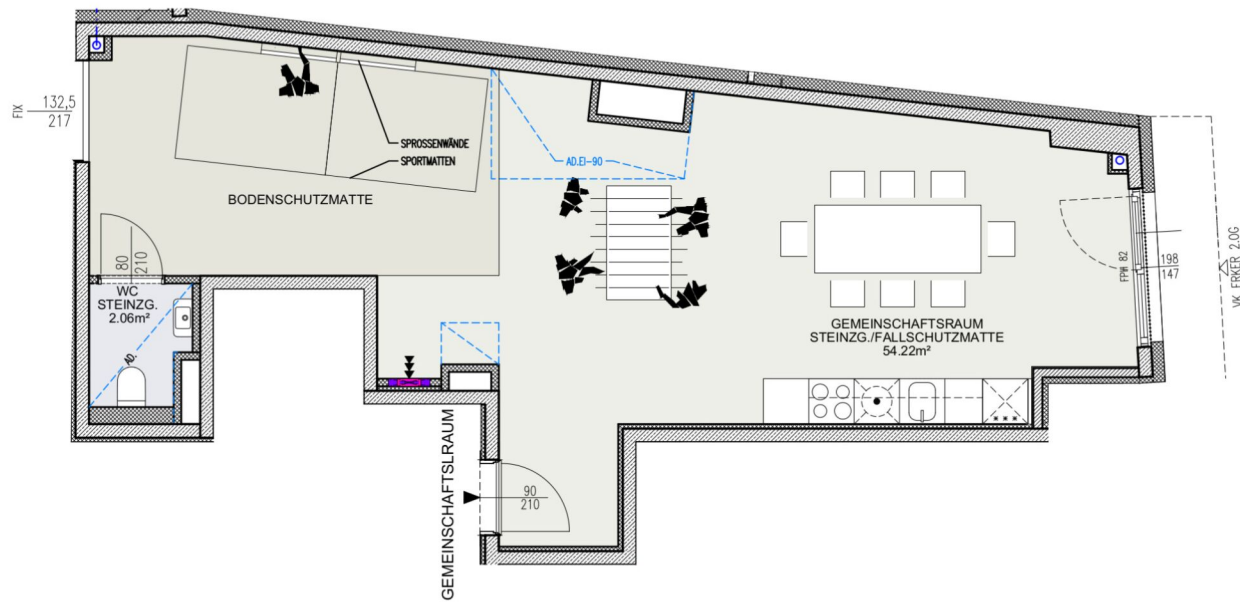 FIX
132,5
217
SPROSSENWÄNDE
SPORTMATTEN
AD.EI-90
BODENSCHUTZMATTE
80
210
WC
STEINZG.
2.06m²
AD.
GEMEINSCHAFTSRAUM
STEINZG./FALLSCHUTZMATTE
54.22m²
FPH 82
198
147
VK ERKER 2.OG
GEMEINSCHAFTSLRAUM
90
210